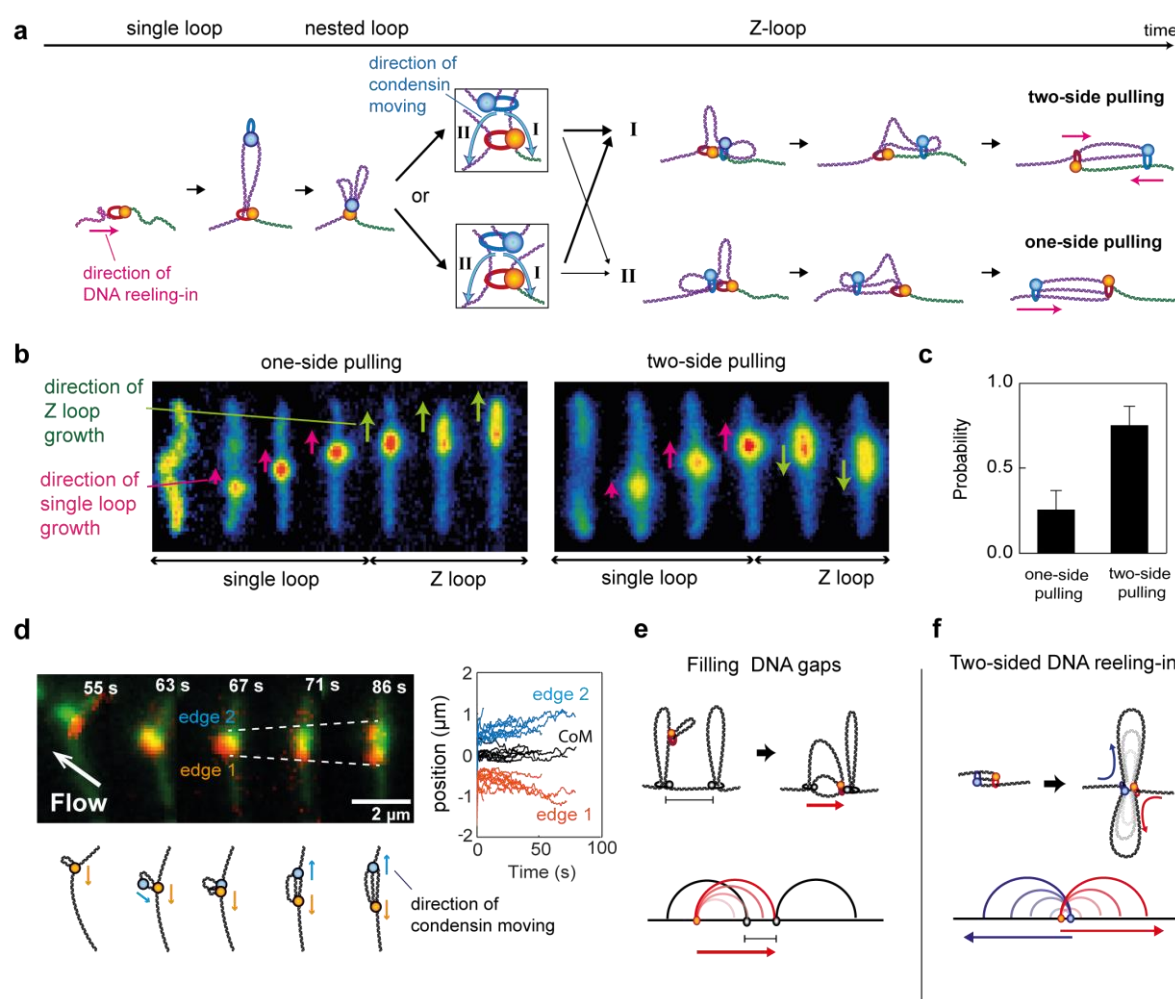 a
single loop
nested loop
Z-loop
time
direction of
condensin
moving
II
I
or
II
I
I
II
two-side pulling
one-side pulling
direction of
DNA reeling-in
b
one-side pulling
two-side pulling
direction of
Z loop
growth
direction of
single loop
growth
single loop
Z loop
single loop
Z loop
c
Probability
1.0
0.5
0.0
one-side
pulling
two-side
pulling
d
55 s
63 s
67 s
71 s
86 s
edge 2
edge 1
Flow
2 µm
position (µm)
2
1
0
-1
-2
edge 2
CoM
edge 1
0
50
100
Time (s)
direction of
condensin moving
e
Filling DNA gaps
f
Two-sided DNA reeling-in